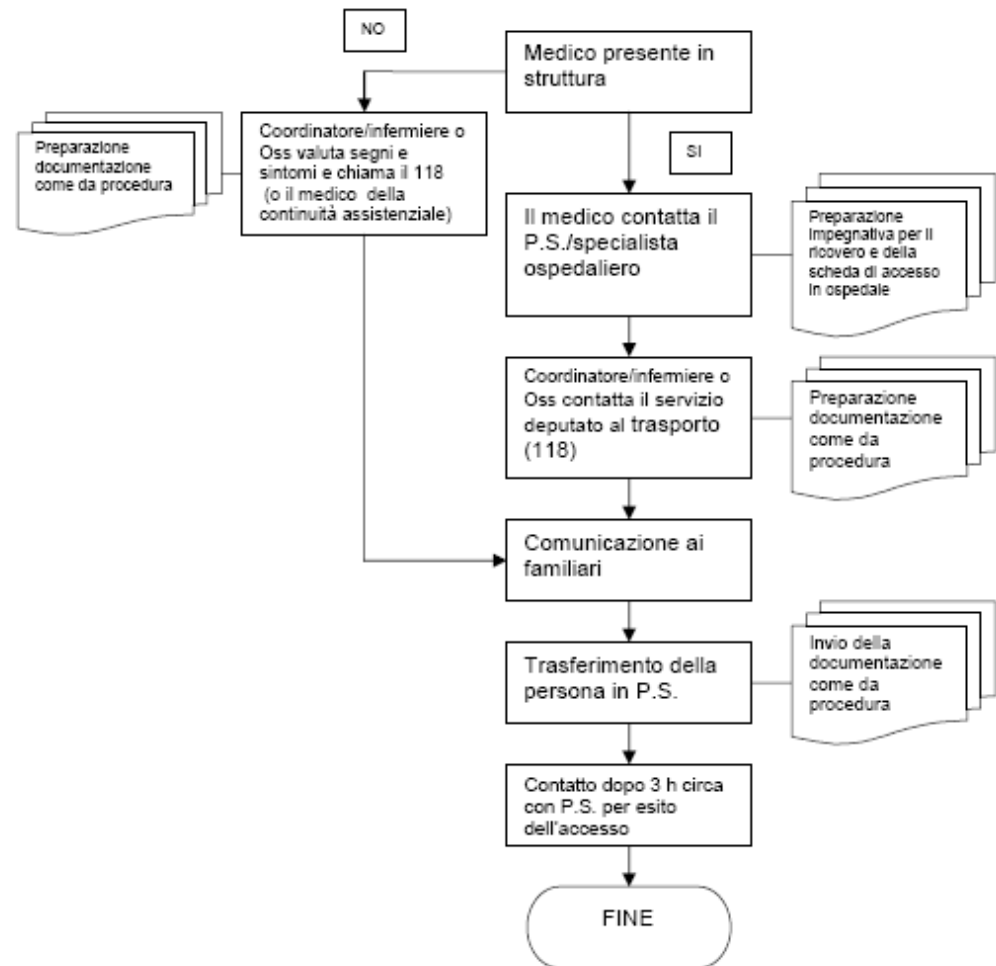 NO
Medico presente in
struttura
Coordinatore/infermiere o
Oss valuta segni e
sintomi e chiama il 118
(o il medico della
continuità assistenziale)
Preparazione
documentazione
come da procedura
SI
Il medico contatta il
P.S./specialista
ospedaliero
Preparazione
impegnativa per il
ricovero e della
scheda di accesso
in ospedale
Coordinatore/infermiere o
Oss contatta il servizio
deputato al trasporto
(118)
Preparazione
documentazione
come da
procedura
Comunicazione ai
familiari
Trasferimento della
persona in P.S.
Invio della
documentazione
come da
procedura
Contatto dopo 3 h circa
con P.S. per esito
dell'accesso
FINE